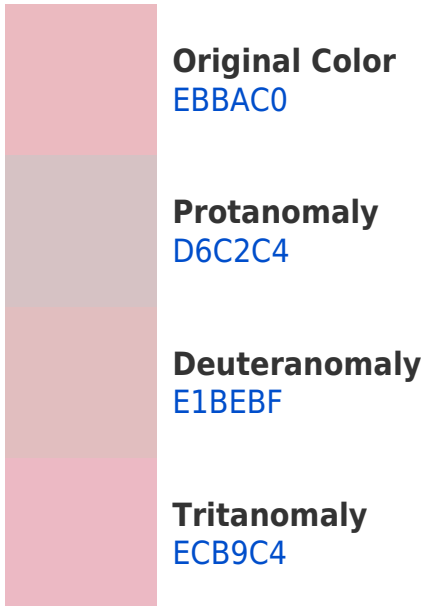 Original Color
EBBAC0
Protanomaly
D6C2C4
Deuteranomaly
E1BEBF
Tritanomaly
ECB9C4